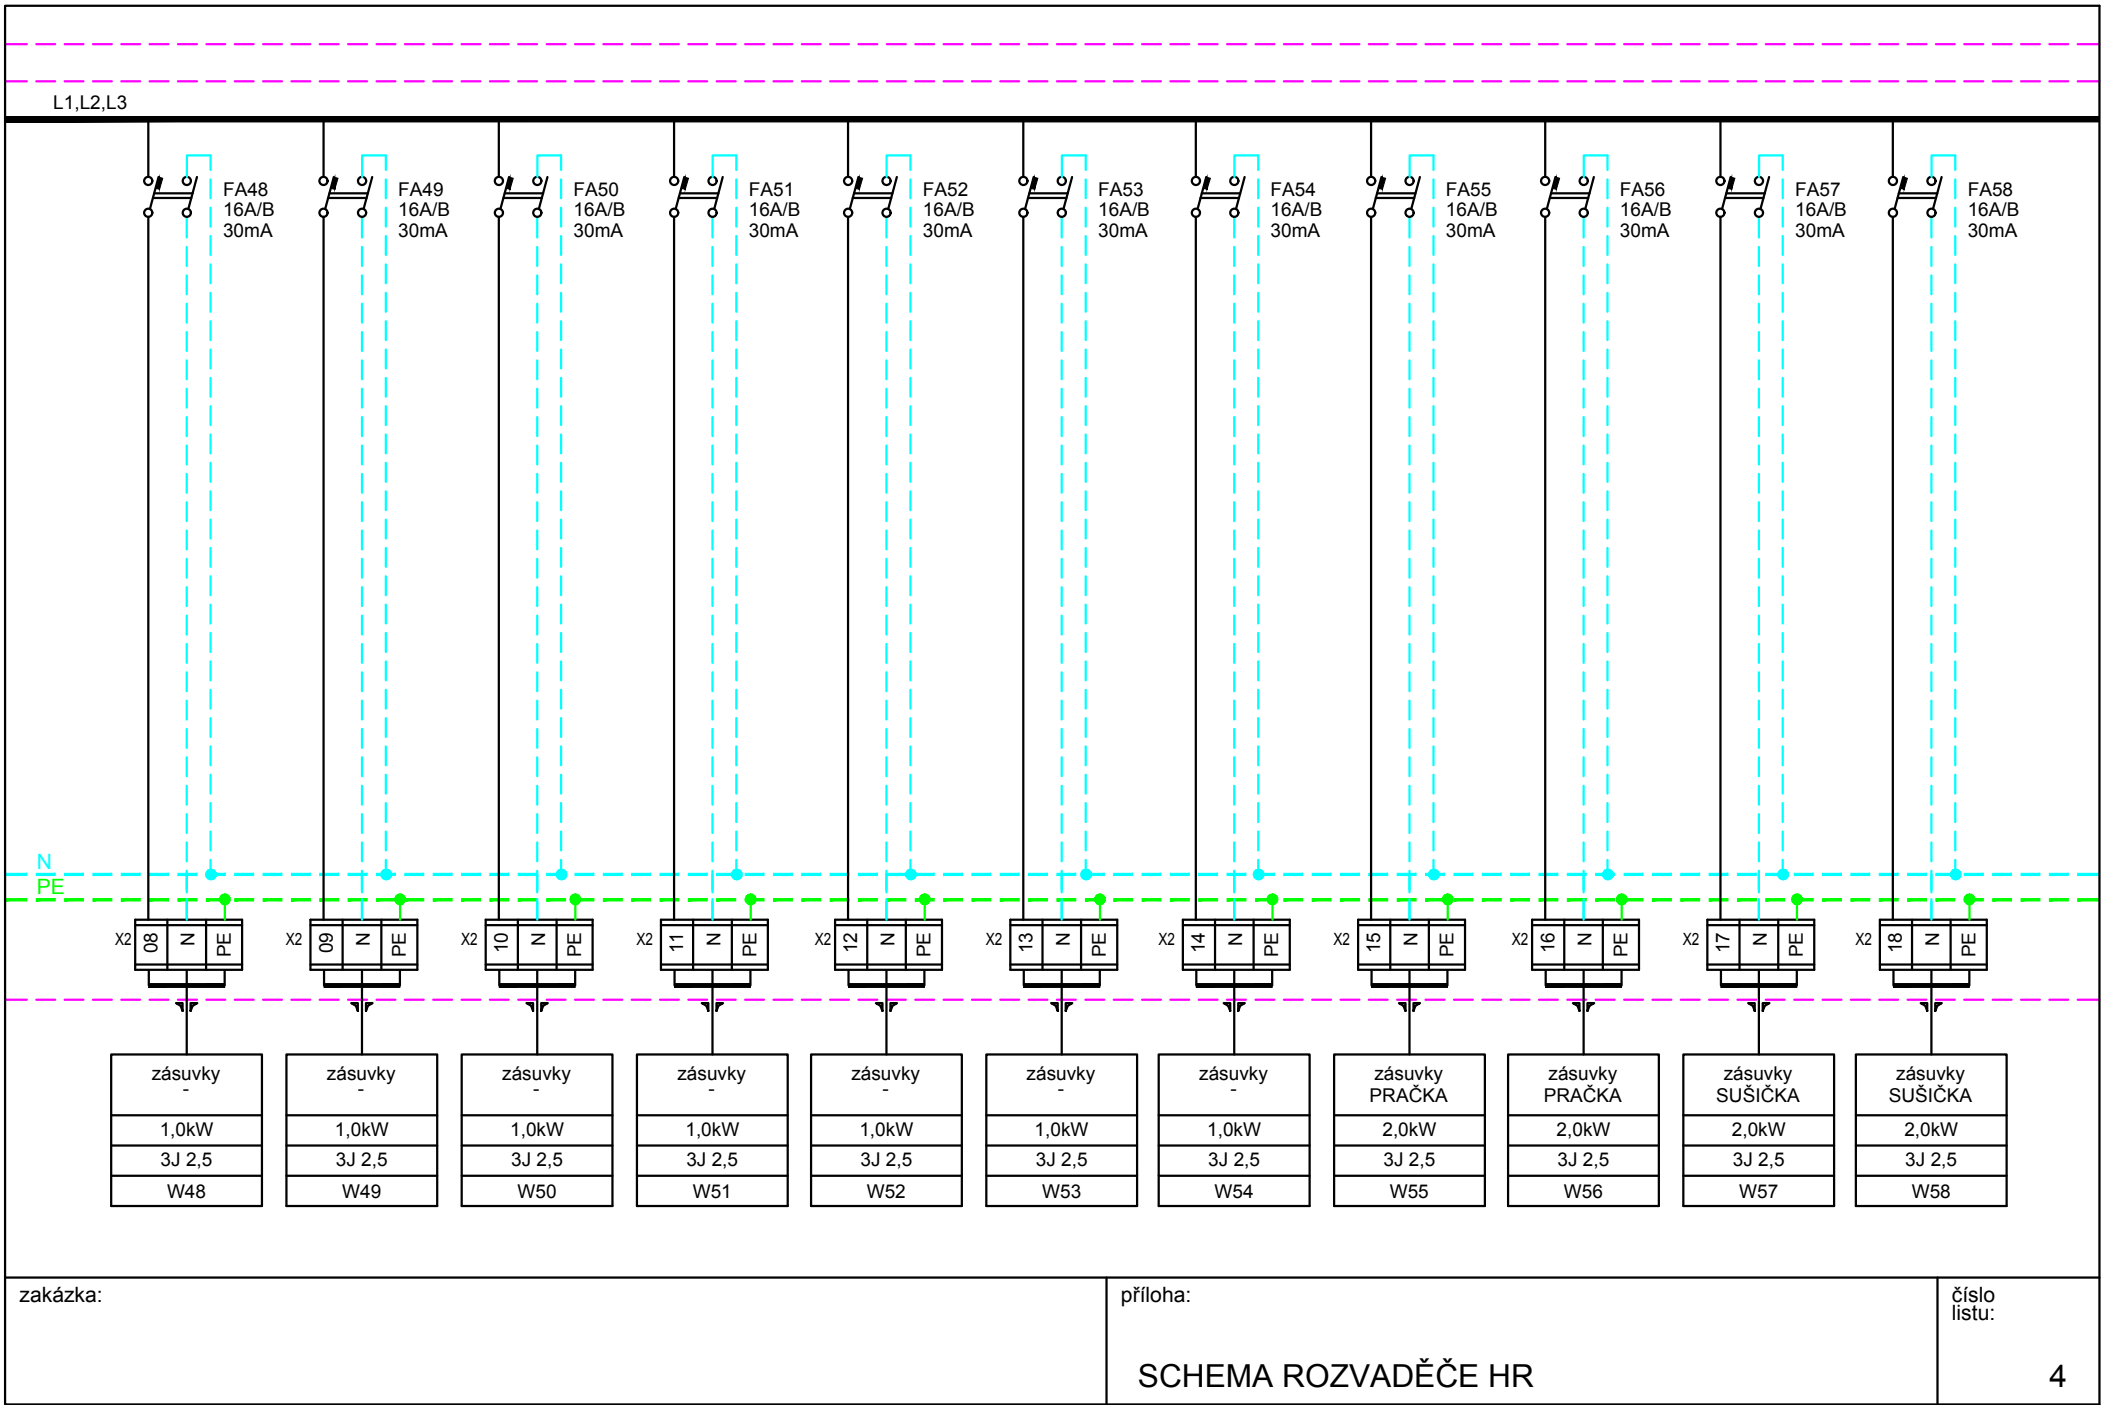 L1,L2,L3
FA48
16A/B
30mA
FA49
16A/B
30mA
FA50
16A/B
30mA
FA51
16A/B
30mA
FA52
16A/B
30mA
FA53
16A/B
30mA
FA54
16A/B
30mA
FA55
16A/B
30mA
FA56
16A/B
30mA
FA57
16A/B
30mA
FA58
16A/B
30mA
N
PE
X2 08 N PE
X2 09 N PE
X2 10 N PE
X2 11 N PE
X2 12 N PE
X2 13 N PE
X2 14 N PE
X2 15 N PE
X2 16 N PE
X2 17 N PE
X2 18 N PE
zásuvky
-
1,0kW
3J 2,5
W48
zásuvky
-
1,0kW
3J 2,5
W49
zásuvky
-
1,0kW
3J 2,5
W50
zásuvky
-
1,0kW
3J 2,5
W51
zásuvky
-
1,0kW
3J 2,5
W52
zásuvky
-
1,0kW
3J 2,5
W53
zásuvky
-
1,0kW
3J 2,5
W54
zásuvky
PRAČKA
2,0kW
3J 2,5
W55
zásuvky
PRAČKA
2,0kW
3J 2,5
W56
zásuvky
SUŠIČKA
2,0kW
3J 2,5
W57
zásuvky
SUŠIČKA
2,0kW
3J 2,5
W58
zakázka:
příloha:
SCHEMA ROZVADĚČE HR
číslo
listu:
4